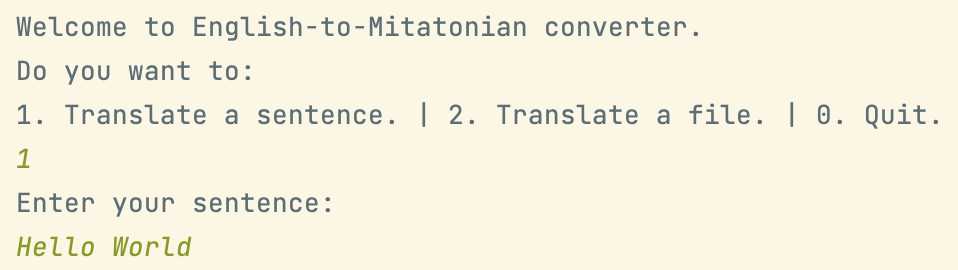 Welcome to English-to-Mitatonian converter.
Do you want to:
1. Translate a sentence. | 2. Translate a file. | 0. Quit.
1
Enter your sentence:
Hello World